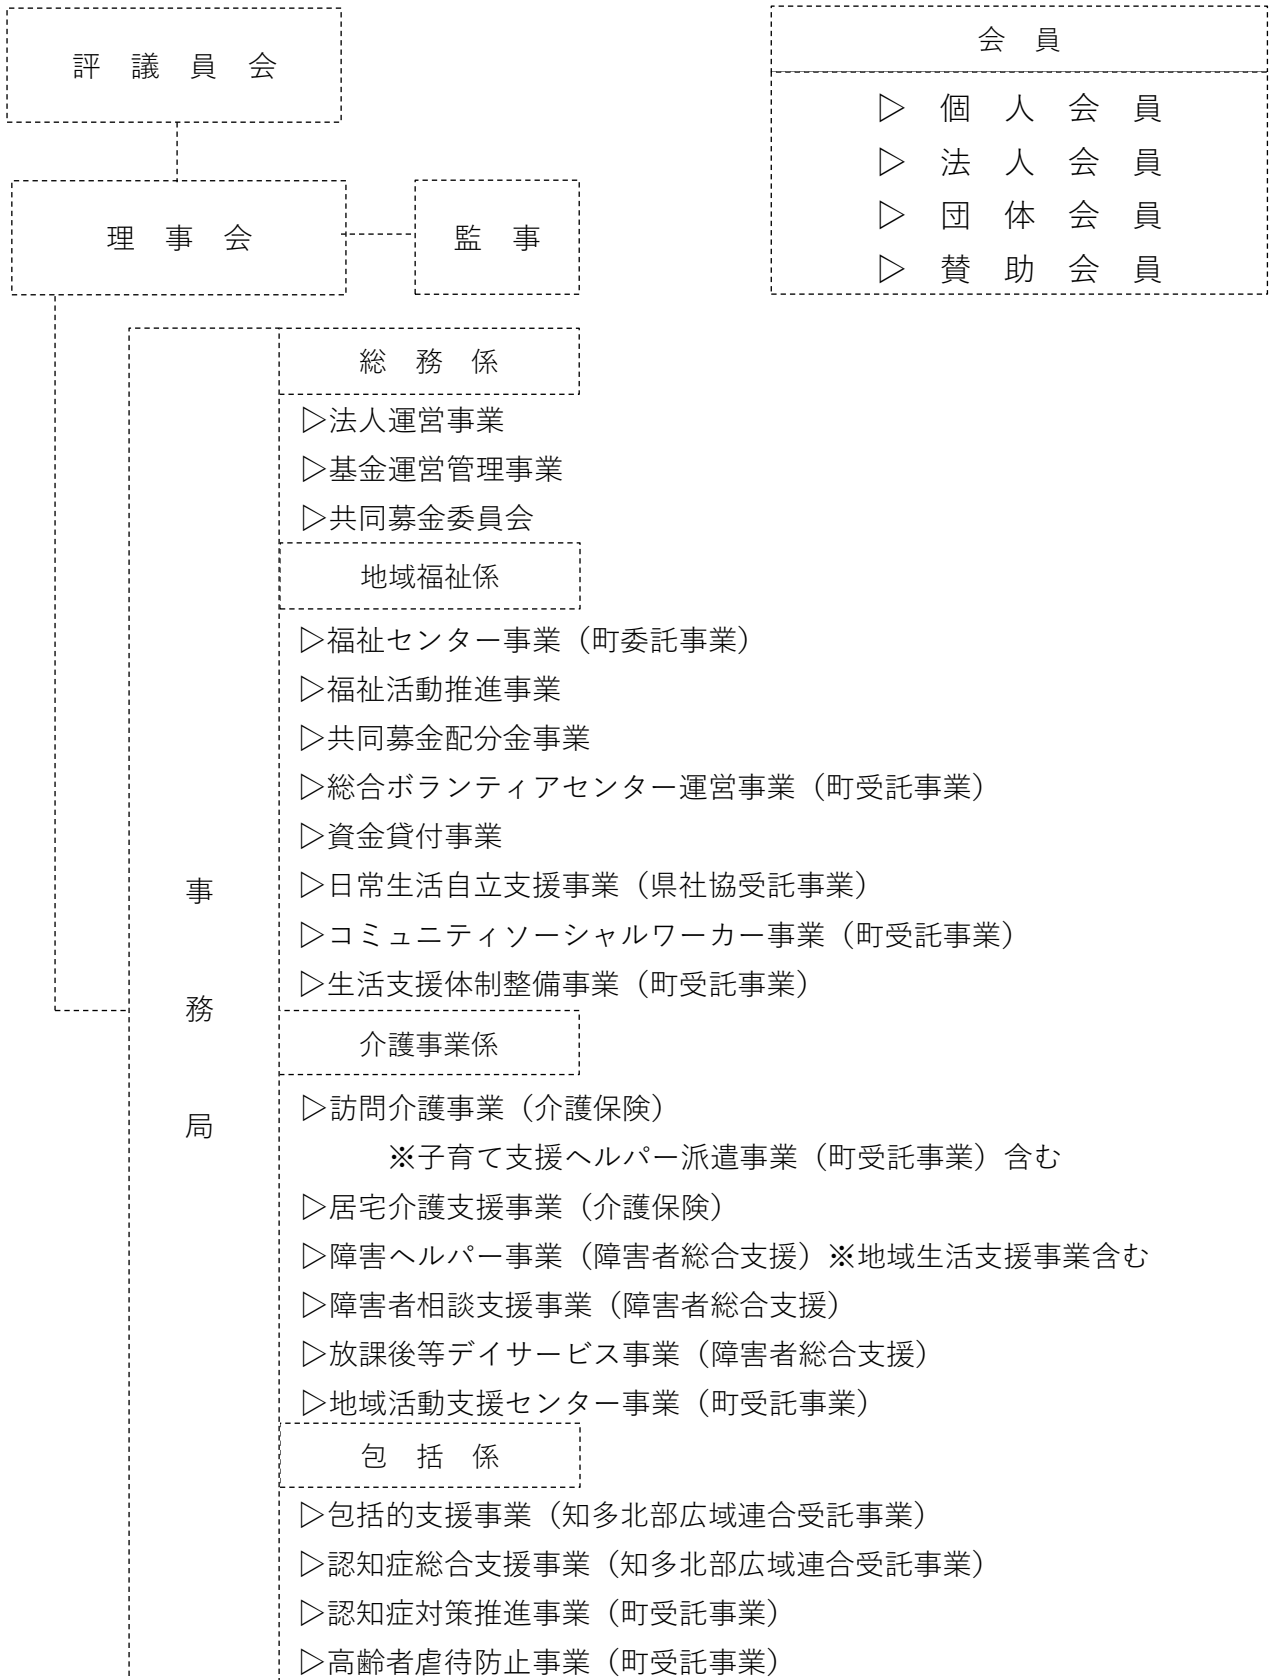 評議員会
理事会
監事
会員
▷個人会員
▷法人会員
▷団体会員
▷賛助会員
事務局
総務係
▷法人運営事業
▷基金運営管理事業
▷共同募金委員会
地域福祉係
▷福祉センター事業（町委託事業）
▷福祉活動推進事業
▷共同募金配分金事業
▷総合ボランティアセンター運営事業（町受託事業）
▷資金貸付事業
▷日常生活自立支援事業（県社協受託事業）
▷コミュニティソーシャルワーカー事業（町受託事業）
▷生活支援体制整備事業（町受託事業）
介護事業係
▷訪問介護事業（介護保険）
※子育て支援ヘルパー派遣事業（町受託事業）含む
▷居宅介護支援事業（介護保険）
▷障害ヘルパー事業（障害者総合支援）※地域生活支援事業含む
▷障害者相談支援事業（障害者総合支援）
▷放課後等デイサービス事業（障害者総合支援）
▷地域活動支援センター事業（町受託事業）
包括係
▷包括的支援事業（知多北部広域連合受託事業）
▷認知症総合支援事業（知多北部広域連合受託事業）
▷認知症対策推進事業（町受託事業）
▷高齢者虐待防止事業（町受託事業）